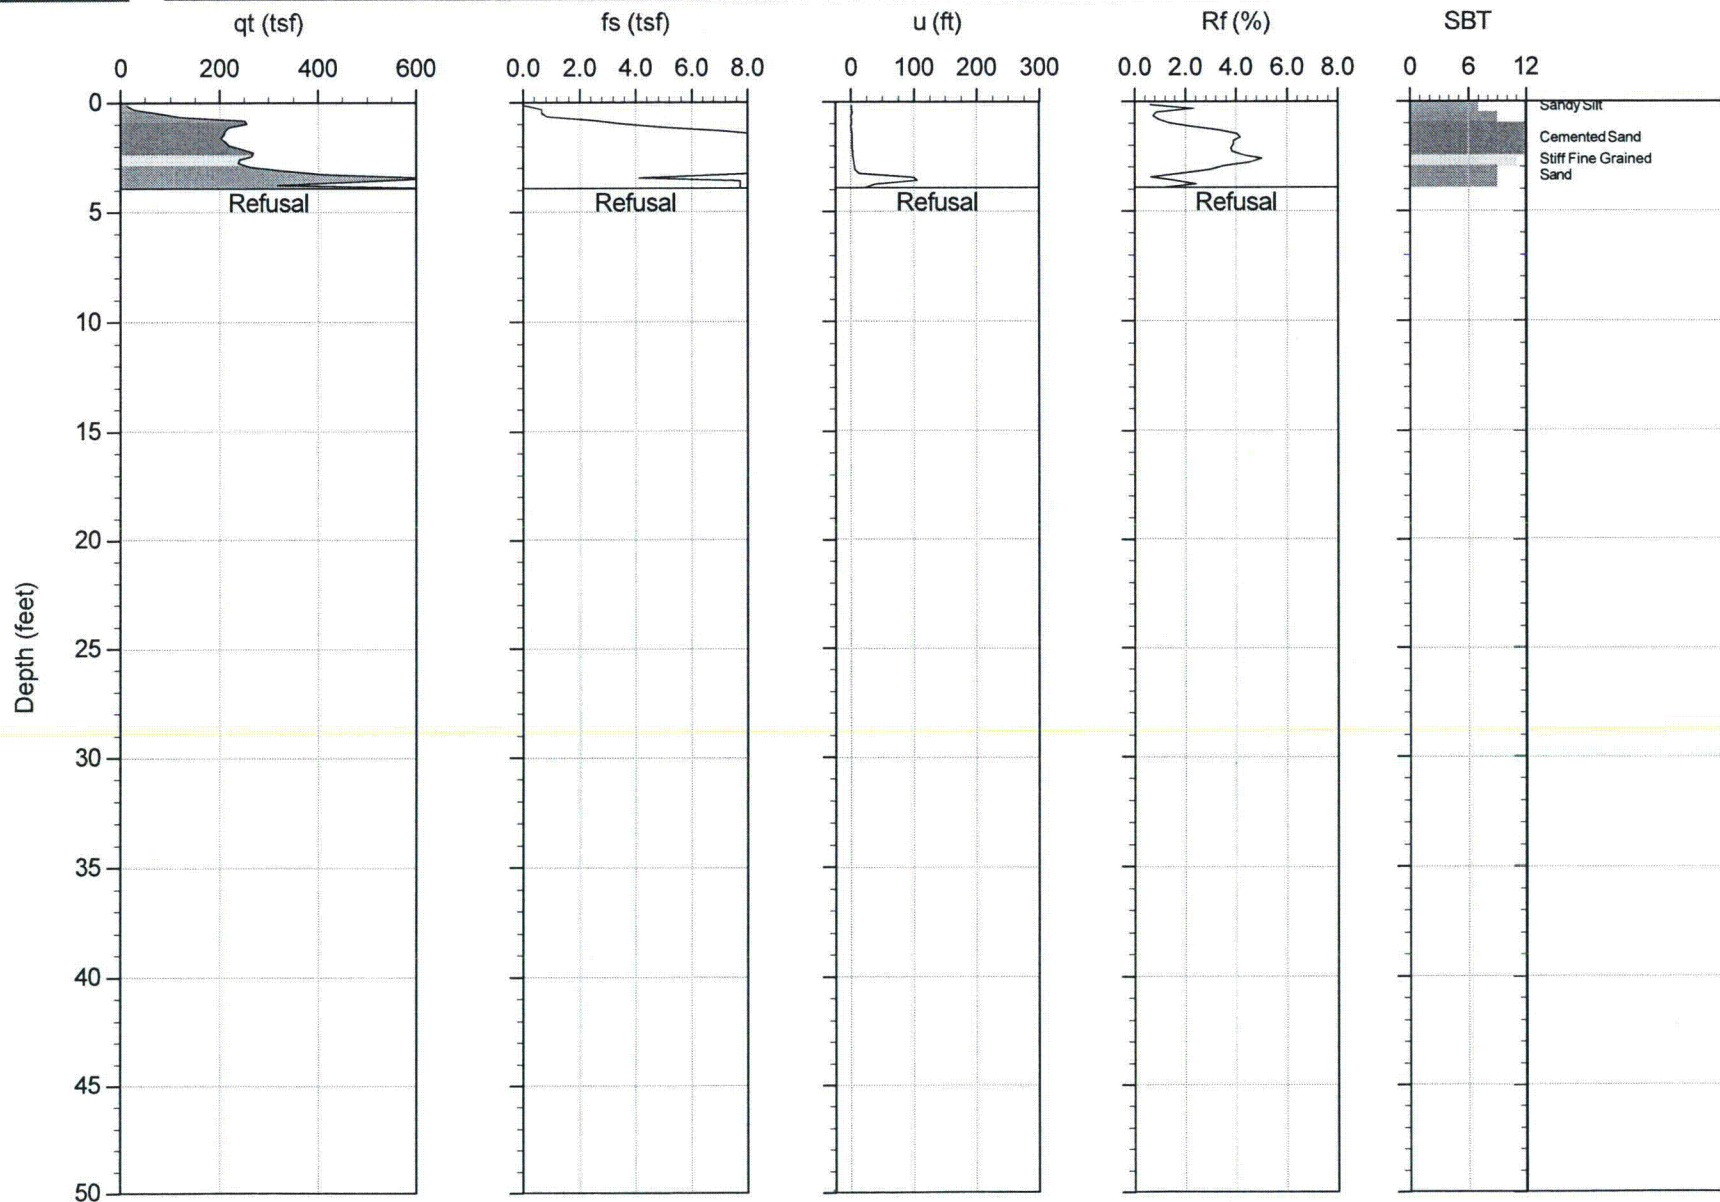 qt (tsf) fs (tsf) u (ft) Rf (%) SBT
0 200 400 600 0.0 2.0 4.0 6.0 8.0 0 100 200 300 0.0 2.0 4.0 6.0 8.0 0 6 12
0
Sandy Silt
Cemented Sand
Stiff Fine Grained
Sand
Refusal Refusal Refusal Refusal
5
10
15
20
25
30
35
40
45
50
Depth (feet)